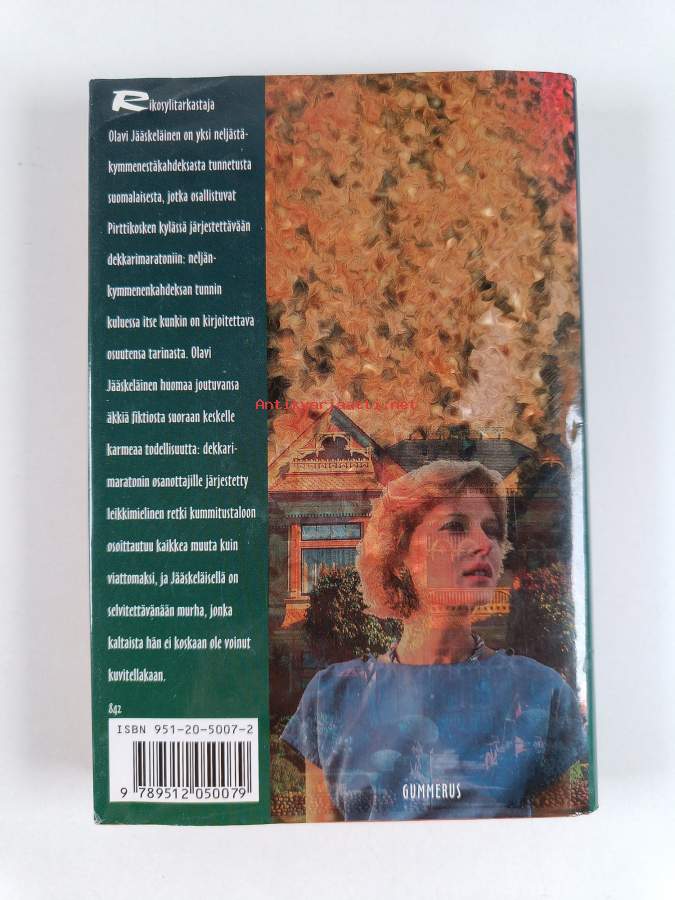 Rikosylitarkastaja
Olavi Jääskeläinen on yksi neljästä-
kymmenestäkahdeksasta tunnetusta
suomalaisesta, jotka osallistuvat
Pirttikosken kylässä järjestettävään
dekkarimaratoniin: neljän-
kymmenenkahdeksan tunnin
kuluessa itse kunkin on kirjoitettava
osuutensa tarinasta. Olavi
Jääskeläinen huomaa joutuvansa
äkkiä fiktiosta suoraan keskelle
karmeaa todellisuutta: dekkari-
maratonin osanottajille järjestetty
leikkimielinen retki kummitustaloon
osoittautuu kaikkea muuta kuin
viattomaksi, ja Jääskeläisellä on
selvitettävänään murha, jonka
kaltaista hän ei koskaan ole voinut
kuvitellakaan.
842
ISBN 951-20-5007-2
9 789512 050079
GUMMERUS
Antikvariaatti.net